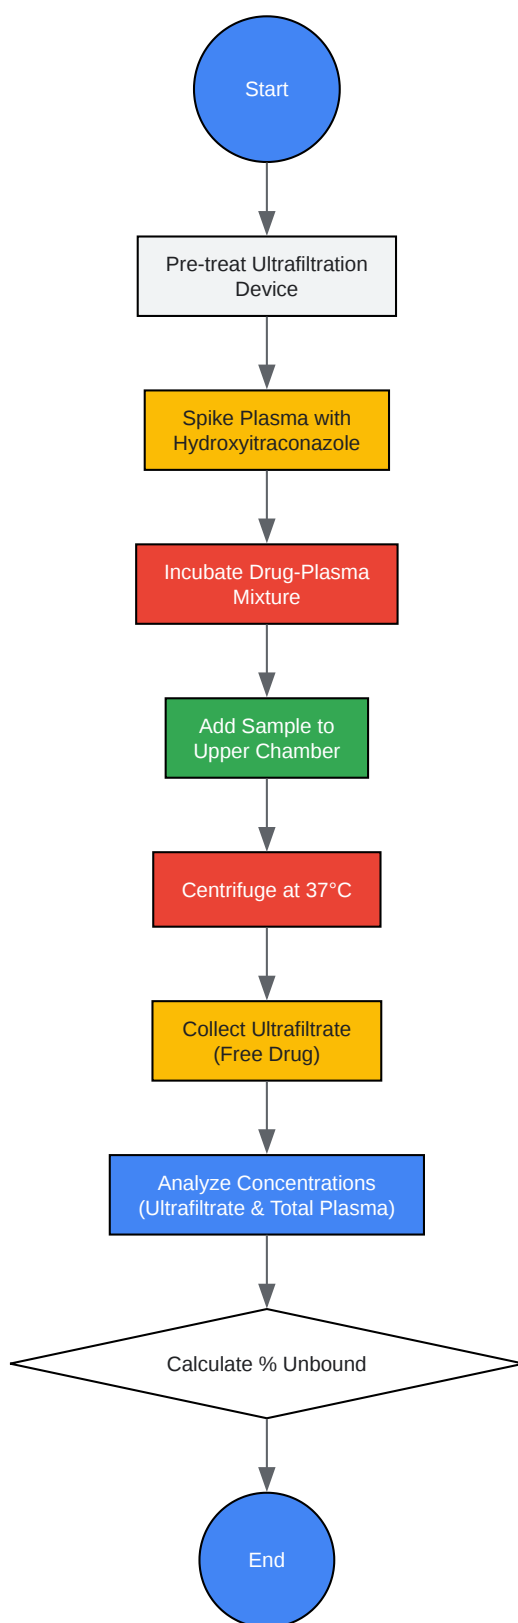 Start
Pre-treat Ultrafiltration
Device
Spike Plasma with
Hydroxyitraconazole
Incubate Drug-Plasma
Mixture
Add Sample to
Upper Chamber
Centrifuge at 37°C
Collect Ultrafiltrate
(Free Drug)
Analyze Concentrations
(Ultrafiltrate & Total Plasma)
Calculate % Unbound
End